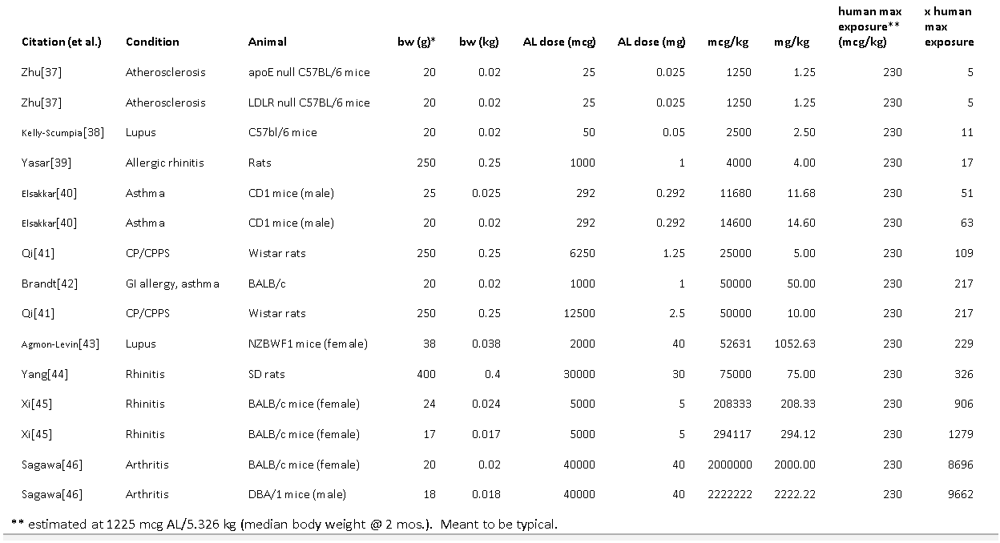 Citation (et al.) Condition Animal bw (g)* bw (kg) AL dose (mcg) AL dose (mg) mcg/kg mg/kg human max exposure** (mcg/kg) x human max exposure
Zhu[37] Atherosclerosis apoE null C57BL/6 mice 20 0.02 25 0.025 1250 1.25 230 5
Zhu[37] Atherosclerosis LDLR null C57BL/6 mice 20 0.02 25 0.025 1250 1.25 230 5
Kelly-Scumpia[38] Lupus C57bl/6 mice 20 0.02 50 0.05 2500 2.50 230 11
Yasar[39] Allergic rhinitis Rats 250 0.25 1000 1 4000 4.00 230 17
Elsakkar[40] Asthma CD1 mice (male) 25 0.025 292 0.292 11680 11.68 230 51
Elsakkar[40] Asthma CD1 mice (male) 20 0.02 292 0.292 14600 14.60 230 63
Qi[41] CP/CPPS Wistar rats 250 0.25 6250 1.25 25000 5.00 230 109
Brandt[42] GI allergy, asthma BALB/c 20 0.02 1000 1 50000 50.00 230 217
Qi[41] CP/CPPS Wistar rats 250 0.25 12500 2.5 50000 10.00 230 217
Agmon-Levin[43] Lupus NZBWF1 mice (female) 38 0.038 2000 40 52631 1052.63 230 229
Yang[44] Rhinitis SD rats 400 0.4 30000 30 75000 75.00 230 326
Xi[45] Rhinitis BALB/c mice (female) 24 0.024 5000 5 208333 208.33 230 906
Xi[45] Rhinitis BALB/c mice (female) 17 0.017 5000 5 294117 294.12 230 1279
Sagawa[46] Arthritis BALB/c mice (female) 20 0.02 40000 40 2000000 2000.00 230 8696
Sagawa[46] Arthritis DBA/1 mice (male) 18 0.018 40000 40 2222222 2222.22 230 9662
** estimated at 1225 mcg AL/5.326 kg (median body weight @ 2 mos.). Meant to be typical.